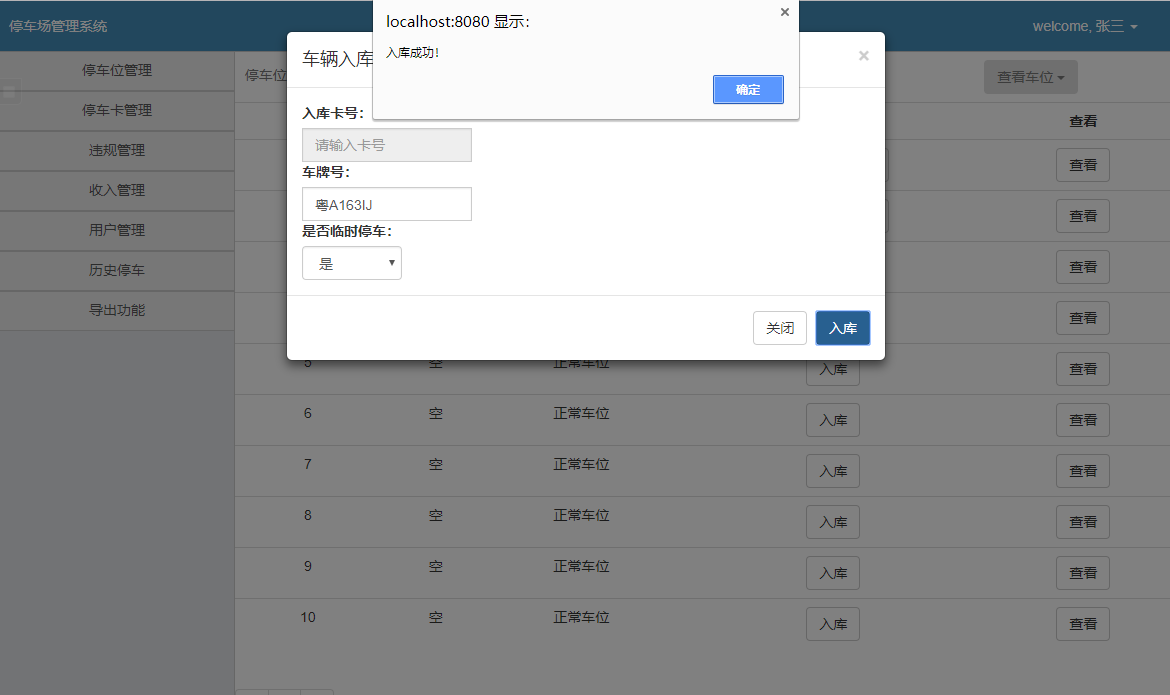 停车场管理系统
welcome, 张三
localhost:8080 显示：
×
入库成功！
确定
车辆入库
×
停车位管理
停车卡管理
违规管理
收入管理
用户管理
历史停车
导出功能
停车位
查看车位
查看
入库卡号：
请输入卡号
车牌号：
粤A163IJ
是否临时停车：
是
关闭
入库
查看
查看
查看
查看
5 空 正常车位 入库 查看
6 空 正常车位 入库 查看
7 空 正常车位 入库 查看
8 空 正常车位 入库 查看
9 空 正常车位 入库 查看
10 空 正常车位 入库 查看